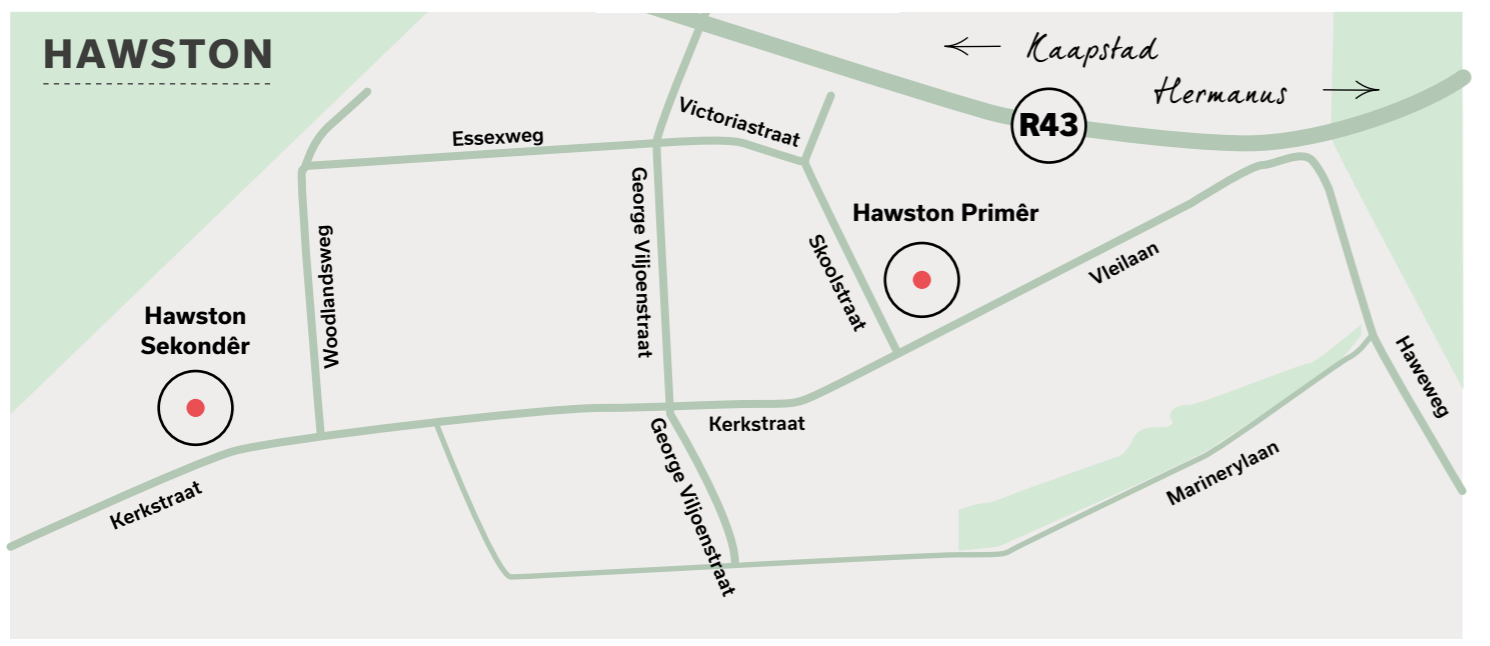 HAWSTON
Kaapstad
Hermanus
R43
Victoriastraat
Essexweg
George Viljoenstraat
Hawston Primêr
Skoolstraat
Vleilaan
Woodlandsweg
Hawston
Sekondêr
Haweweg
Kerkstraat
George Viljoenstraat
Marinerylaan
Kerkstraat